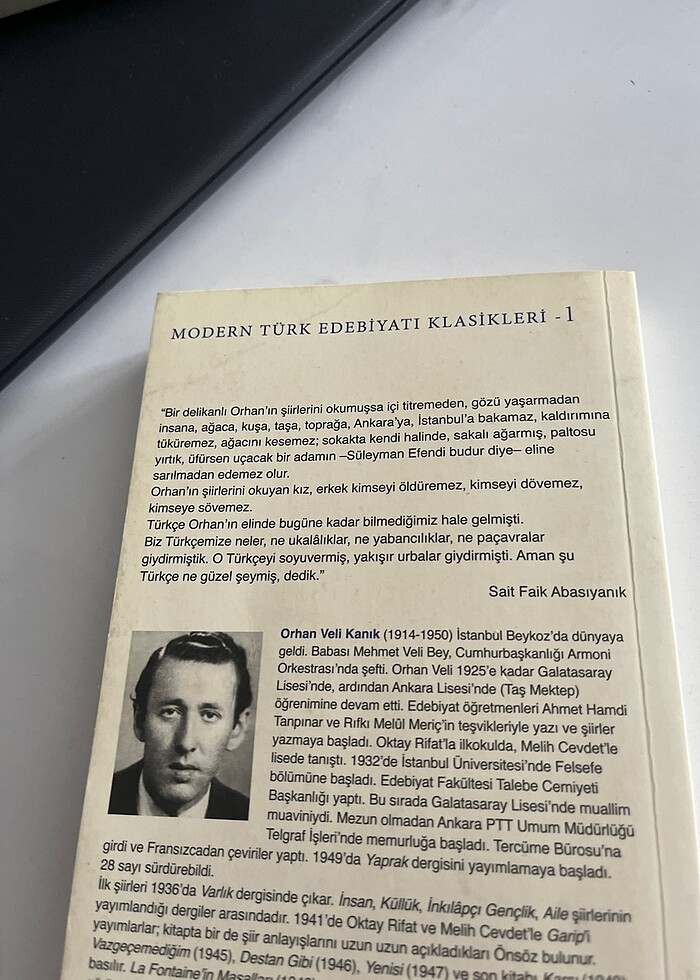 MODERN TÜRK EDEBİYATI KLASİKLERİ - 1
“Bir delikanlı Orhan’ın şiirlerini okumuşsa içi titremeden, gözü yaşarmadan
insana, ağaca, kuşa, taşa, toprağa, Ankara’ya, İstanbul’a bakamaz, kaldırımına
tüküremez, ağacını kesemez; sokakta kendi halinde, sakalı ağarmış, paltosu
yırtık, üfürsen uçacak bir adamın –Süleyman Efendi budur diye– eline
sarılmadan edemez olur.
Orhan’ın şiirlerini okuyan kız, erkek kimseyi öldüremez, kimseyi dövemez,
kimseye sövemez.
Türkçe Orhan’ın elinde bugüne kadar bilmediğimiz hale gelmişti.
Biz Türkçemize neler, ne ukalâlıklar, ne yabancılıklar, ne paçavralar
giydirmiştik. O Türkçeyi soyuvermiş, yakışır urbalar giydirmişti. Aman şu
Türkçe ne güzel şeymiş, dedik.”
Sait Faik Abasıyanık
Orhan Veli Kanık (1914-1950) İstanbul Beykoz’da dünyaya
geldi. Babası Mehmet Veli Bey, Cumhurbaşkanlığı Armoni
Orkestrası’nda şefti. Orhan Veli 1925’e kadar Galatasaray
Lisesi’nde, ardından Ankara Lisesi’nde (Taş Mektep)
öğrenimine devam etti. Edebiyat öğretmenleri Ahmet Hamdi
Tanpınar ve Rıfkı Melûl Meriç’in teşvikleriyle yazı ve şiirler
yazmaya başladı. Oktay Rifat’la ilkokulda, Melih Cevdet’le
lisede tanıştı. 1932’de İstanbul Üniversitesi’nde Felsefe
bölümüne başladı. Edebiyat Fakültesi Talebe Cemiyeti
Başkanlığı yaptı. Bu sırada Galatasaray Lisesi’nde muallim
muaviniydi. Mezun olmadan Ankara PTT Umum Müdürlüğü
Telgraf İşleri’nde memurluğa başladı. Tercüme Bürosu’na
girdi ve Fransızcadan çeviriler yaptı. 1949’da Yaprak dergisini yayımlamaya başladı.
28 sayı sürdürebildi.
İlk şiirleri 1936’da Varlık dergisinde çıkar. İnsan, Küllük, İnkılâpçı Gençlik, Aile şiirlerinin
yayımlandığı dergiler arasındadır. 1941’de Oktay Rifat ve Melih Cevdet’le Garip’i
yayımlarlar; kitapta bir de şiir anlayışlarını uzun uzun açıkladıkları Önsöz bulunur.
Vazgeçemediğim (1945), Destan Gibi (1946), Yenisi (1947) ve son kitabı Karşı
basılır. La Fontaine’in Masalları